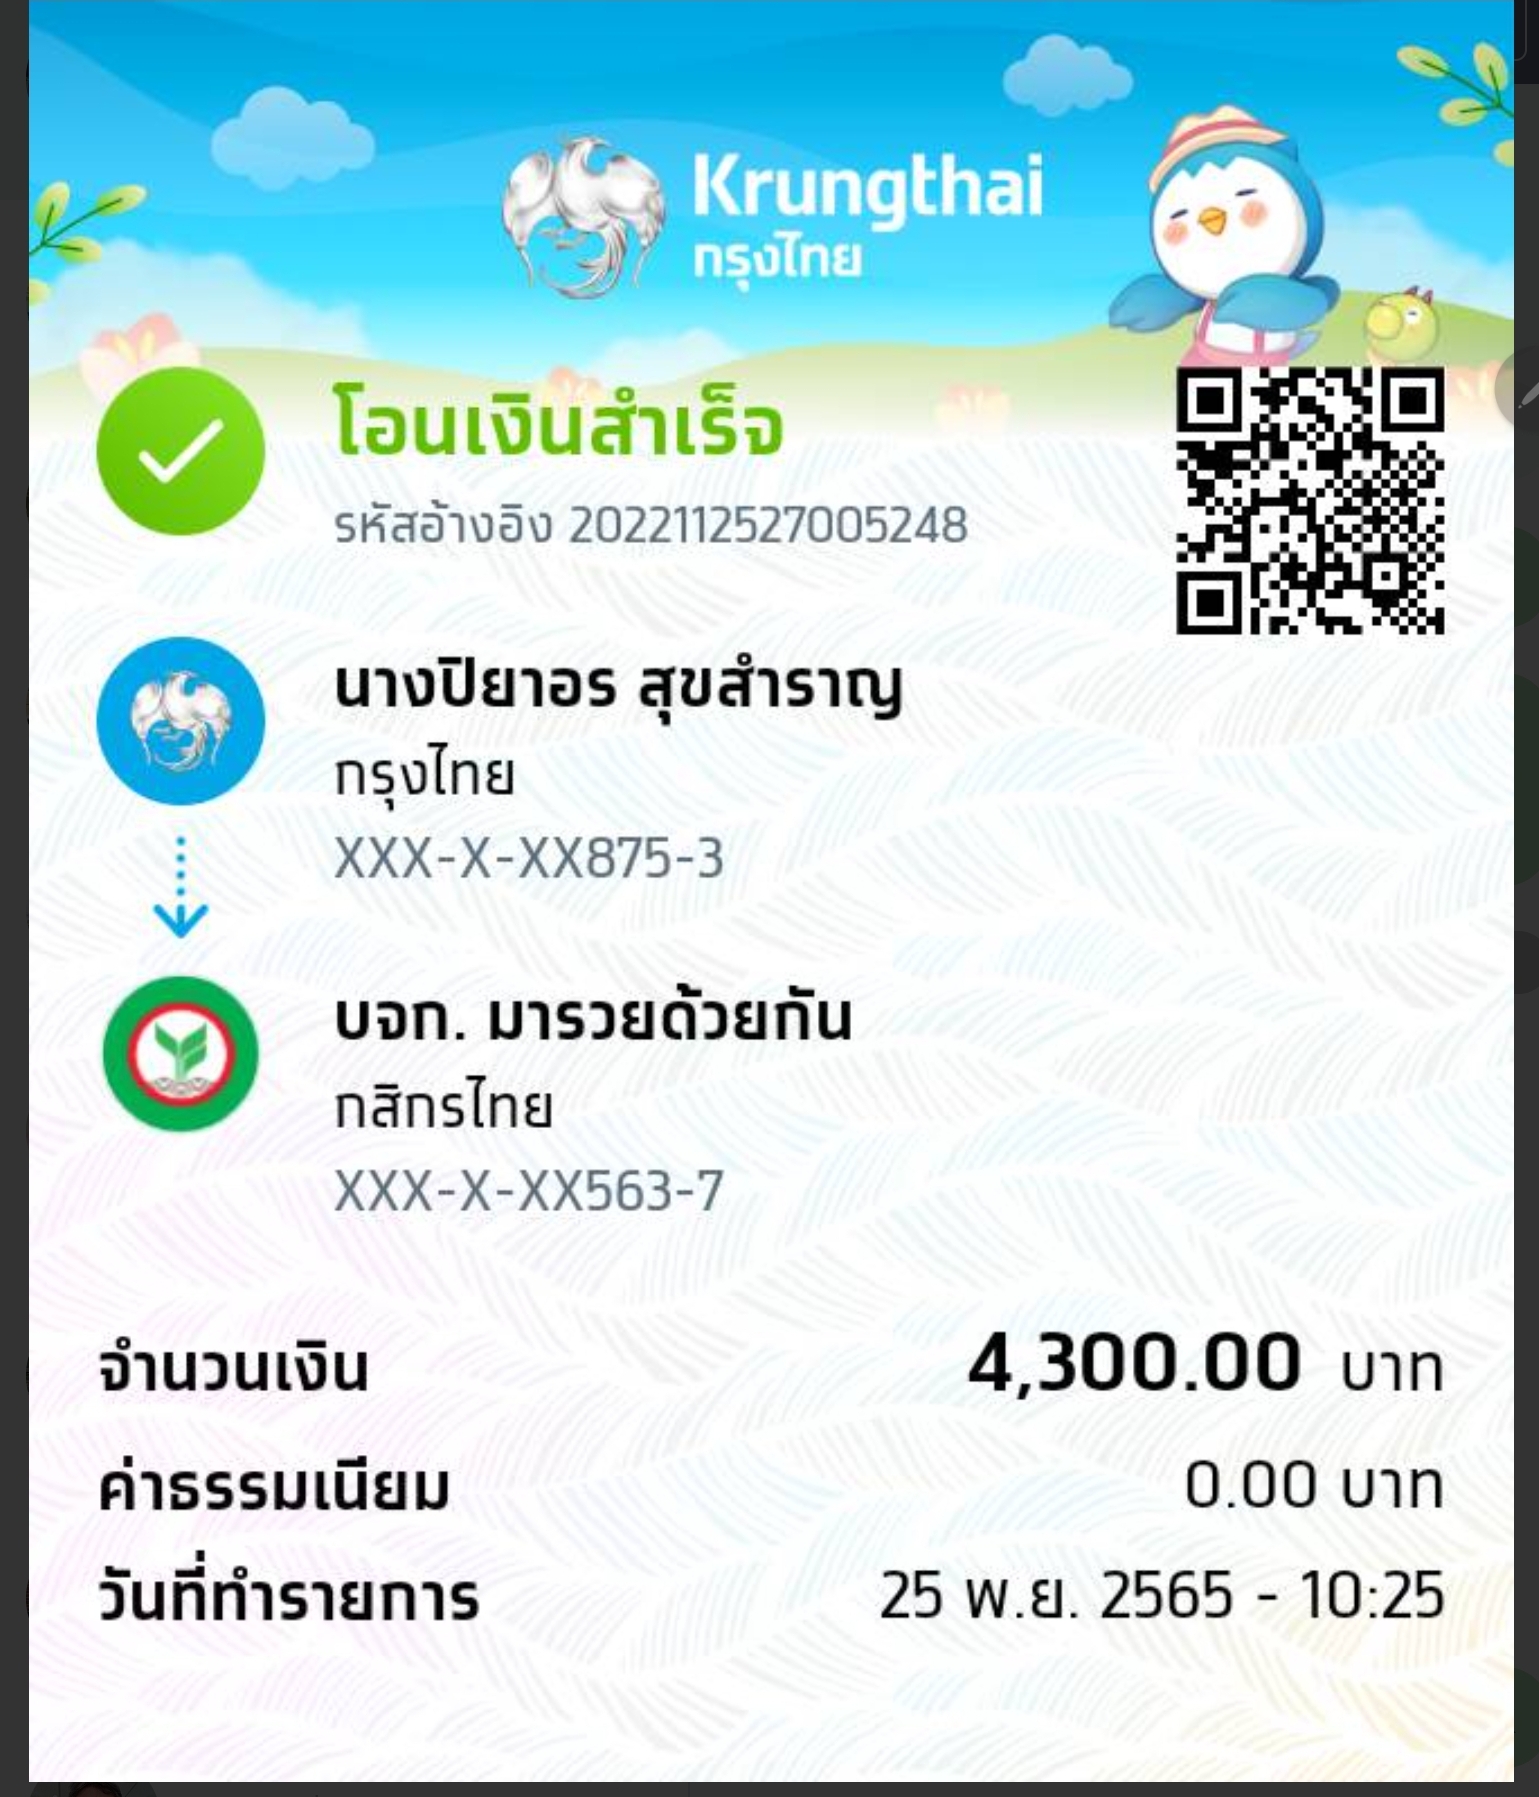 Krungthai
กรุงไทย
โอนเงินสำเร็จ
รหัสอ้างอิง 2022112527005248
นางปิยาอร สุขสำราญ
กรุงไทย
XXX-X-XX875-3
บจก. มารวยด้วยกัน
กสิกรไทย
XXX-X-XX563-7
จำนวนเงิน 4,300.00 บาท
ค่าธรรมเนียม 0.00 บาท
วันที่ทำรายการ 25 พ.ย. 2565 - 10:25